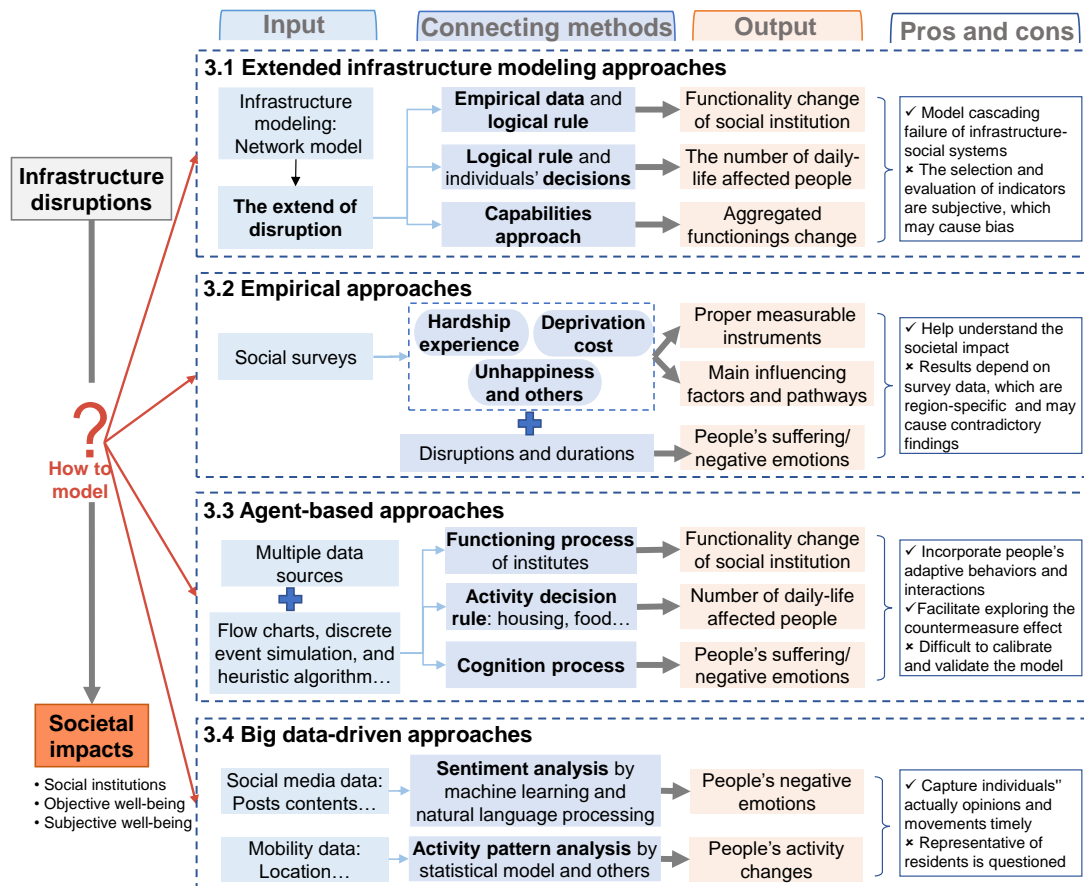 Input
Connecting methods
Output
Pros and cons
Infrastructure
disruptions
?
How to
model
Societal
impacts
• Social institutions
• Objective well-being
• Subjective well-being
3.1 Extended infrastructure modeling approaches
Infrastructure
modeling:
Network model
The extend of
disruption
Empirical data and
logical rule
Logical rule and
individuals' decisions
Capabilities
approach
Functionality change
of social institution
The number of daily-
life affected people
Aggregated
functionings change
✓ Model cascading
failure of infrastructure-
social systems
× The selection and
evaluation of indicators
are subjective, which
may cause bias
3.2 Empirical approaches
Social surveys
Hardship
experience
Deprivation
cost
Unhappiness
and others
Disruptions and durations
Proper measurable
instruments
Main influencing
factors and pathways
People's suffering/
negative emotions
✓ Help understand the
societal impact
× Results depend on
survey data, which are
region-specific and may
cause contradictory
findings
3.3 Agent-based approaches
Multiple data
sources
Flow charts, discrete
event simulation, and
heuristic algorithm…
Functioning process
of institutes
Activity decision
rule: housing, food…
Cognition process
Functionality change
of social institution
Number of daily-life
affected people
People's suffering/
negative emotions
✓ Incorporate people's
adaptive behaviors and
interactions
✓Facilitate exploring the
countermeasure effect
× Difficult to calibrate
and validate the model
3.4 Big data-driven approaches
Social media data:
Posts contents…
Sentiment analysis by
machine learning and
natural language processing
People's negative
emotions
Mobility data:
Location…
Activity pattern analysis by
statistical model and others
People's activity
changes
✓ Capture individuals"
actually opinions and
movements timely
× Representative of
residents is questioned